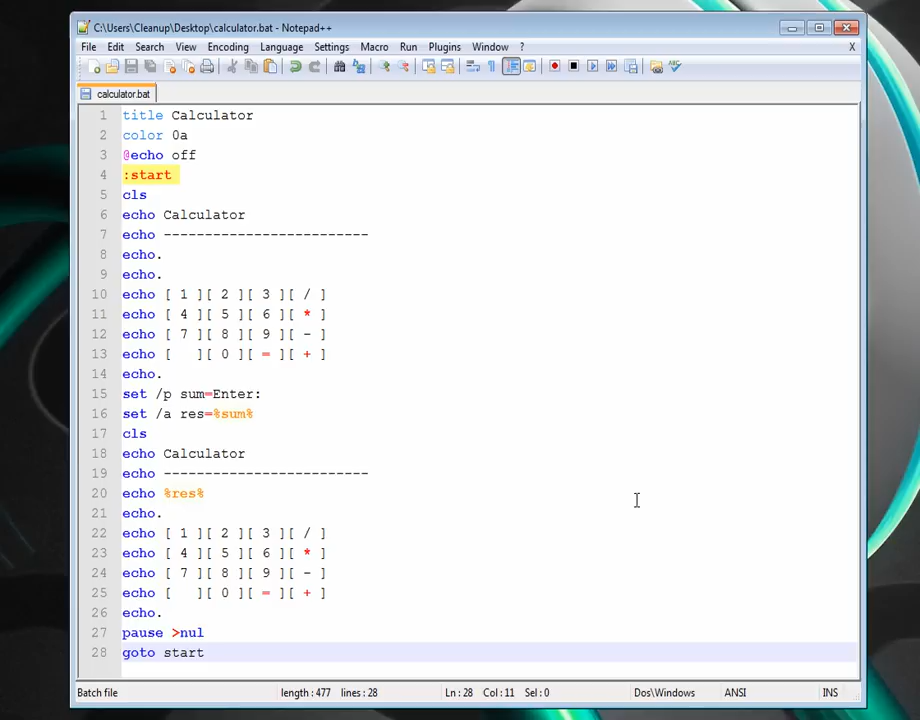 C:\Users\Cleanup\Desktop\calculator.bat - Notepad++
File Edit Search View Encoding Language Settings Macro Run Plugins Window ? X
calculator.bat
1 title Calculator
2 color 0a
3 @echo off
4 :start
5 cls
6 echo Calculator
7 echo -------------------------
8 echo.
9 echo.
10 echo [ 1 ][ 2 ][ 3 ][ / ]
11 echo [ 4 ][ 5 ][ 6 ][ * ]
12 echo [ 7 ][ 8 ][ 9 ][ - ]
13 echo [   ][ 0 ][ = ][ + ]
14 echo.
15 set /p sum=Enter:
16 set /a res=%sum%
17 cls
18 echo Calculator
19 echo -------------------------
20 echo %res%
21 echo.
22 echo [ 1 ][ 2 ][ 3 ][ / ]
23 echo [ 4 ][ 5 ][ 6 ][ * ]
24 echo [ 7 ][ 8 ][ 9 ][ - ]
25 echo [   ][ 0 ][ = ][ + ]
26 echo.
27 pause >nul
28 goto start
Batch file length : 477 lines : 28 Ln : 28 Col : 11 Sel : 0 Dos\Windows ANSI INS